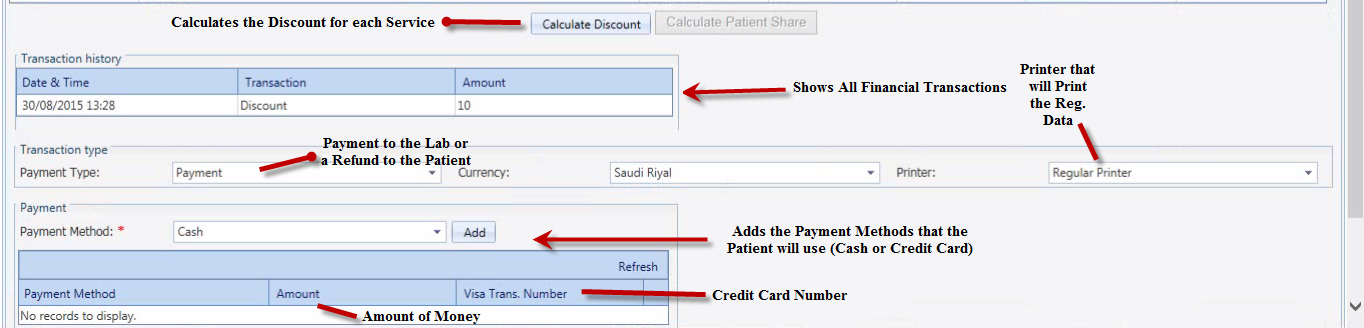 Calculates the Discount for each Service
Calculate Discount
Calculate Patient Share
Transaction history
Date & Time Transaction Amount
30/08/2015 13:28 Discount 10
Shows All Financial Transactions
Printer that
will Print
the Reg.
Data
Transaction type
Payment to the Lab or
a Refund to the Patient
Payment Type: Payment Currency: Saudi Riyal Printer: Regular Printer
Payment
Payment Method: * Cash Add
Adds the Payment Methods that the
Patient will use (Cash or Credit Card)
Refresh
Payment Method Amount Visa Trans. Number
Credit Card Number
No records to display.
Amount of Money